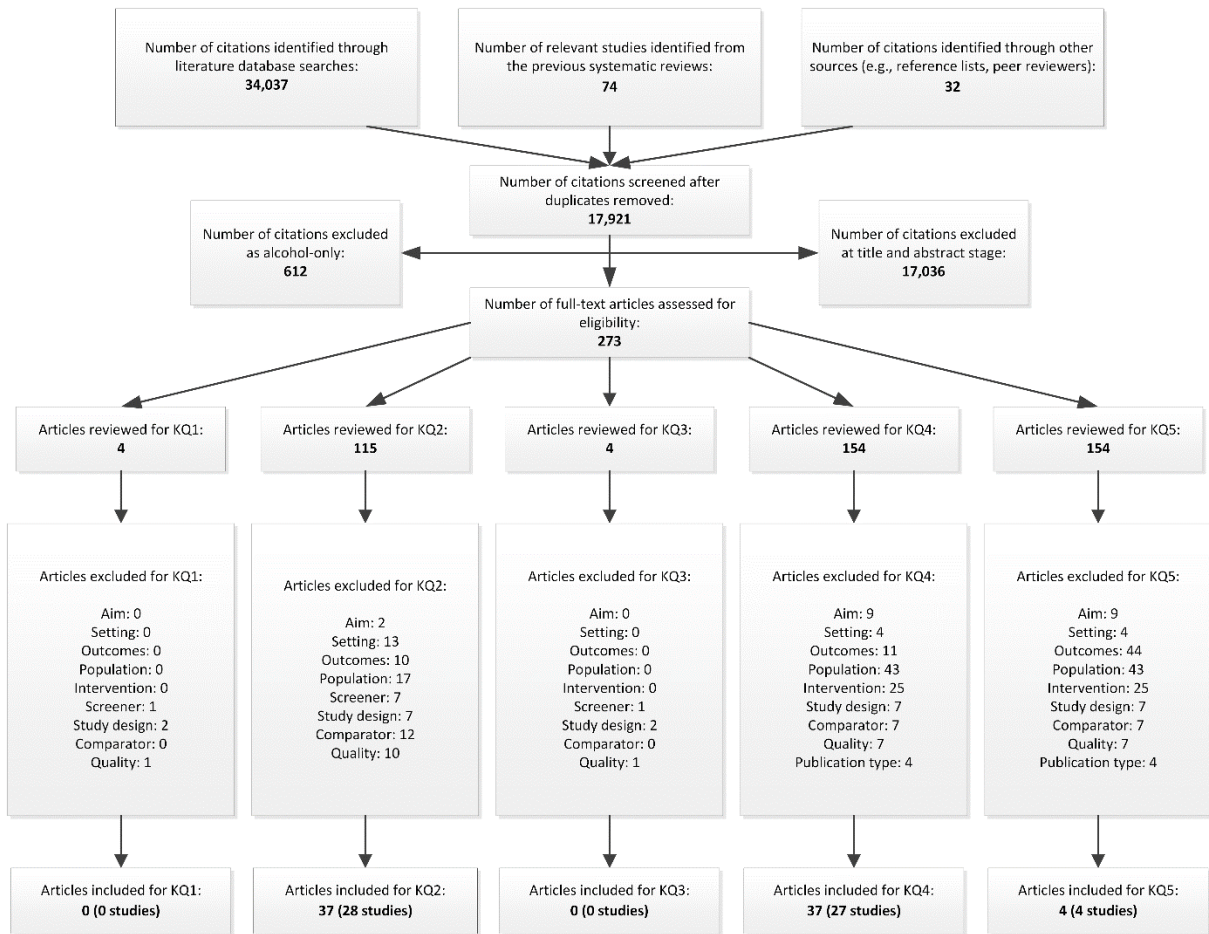 Number of citations identified through
literature database searches:
34,037
Number of relevant studies identified from
the previous systematic reviews:
74
Number of citations identified through other
sources (e.g., reference lists, peer reviewers):
32
Number of citations screened after
duplicates removed:
17,921
Number of citations excluded
as alcohol-only:
612
Number of citations excluded
at title and abstract stage:
17,036
Number of full-text articles assessed for
eligibility:
273
Articles reviewed for KQ1:
4
Articles reviewed for KQ2:
115
Articles reviewed for KQ3:
4
Articles reviewed for KQ4:
154
Articles reviewed for KQ5:
154
Articles excluded for KQ1:
Aim: 0
Setting: 0
Outcomes: 0
Population: 0
Intervention: 0
Screener: 1
Study design: 2
Comparator: 0
Quality: 1
Articles excluded for KQ2:
Aim: 2
Setting: 13
Outcomes: 10
Population: 17
Screener: 7
Study design: 7
Comparator: 12
Quality: 10
Articles excluded for KQ3:
Aim: 0
Setting: 0
Outcomes: 0
Population: 0
Intervention: 0
Screener: 1
Study design: 2
Comparator: 0
Quality: 1
Articles excluded for KQ4:
Aim: 9
Setting: 4
Outcomes: 11
Population: 43
Intervention: 25
Study design: 7
Comparator: 7
Quality: 7
Publication type: 4
Articles excluded for KQ5:
Aim: 9
Setting: 4
Outcomes: 44
Population: 43
Intervention: 25
Study design: 7
Comparator: 7
Quality: 7
Publication type: 4
Articles included for KQ1:
0 (0 studies)
Articles included for KQ2:
37 (28 studies)
Articles included for KQ3:
0 (0 studies)
Articles included for KQ4:
37 (27 studies)
Articles included for KQ5:
4 (4 studies)